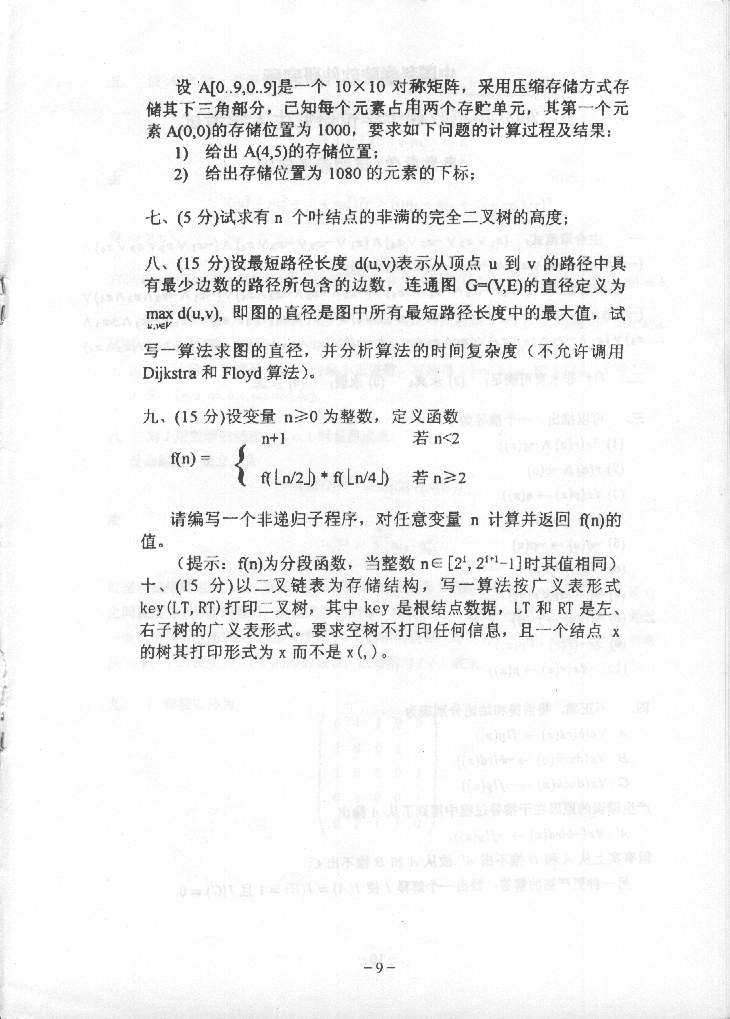 设 A[0..9,0..9]是一个 10×10 对称矩阵，采用压缩存储方式存
储其下三角部分，己知每个元素占用两个存贮单元，其第一个元
素 A(0,0)的存储位置为 1000，要求如下问题的计算过程及结果：
1) 给出 A(4,5)的存储位置；
2) 给出存储位置为 1080 的元素的下标；
七、(5 分)试求有 n 个叶结点的非满的完全二叉树的高度；
八、(15 分)设最短路径长度 d(u,v)表示从顶点 u 到 v 的路径中具
有最少边数的路径所包含的边数，连通图 G=(V,E)的直径定义为
max d(u,v), 即图的直径是图中所有最短路径长度中的最大值，试
u,v∈V
写一算法求图的直径，并分析算法的时间复杂度（不允许调用
Dijkstra 和 Floyd 算法）。
九、(15 分)设变量 n≥0 为整数，定义函数
n+1 若 n<2
f(n) = {
f(⌊n/2⌋) * f(⌊n/4⌋) 若 n≥2
请编写一个非递归子程序，对任意变量 n 计算并返回 f(n)的
值。
（提示：f(n)为分段函数，当整数 n∈[2ⁱ, 2ⁱ⁺¹-1]时其值相同）
十、(15 分)以二叉链表为存储结构，写一算法按广义表形式
key(LT,RT)打印二叉树，其中 key 是根结点数据，LT 和 RT 是左、
右子树的广义表形式。要求空树不打印任何信息，且一个结点 x
的树其打印形式为 x 而不是 x(,)。
-9-